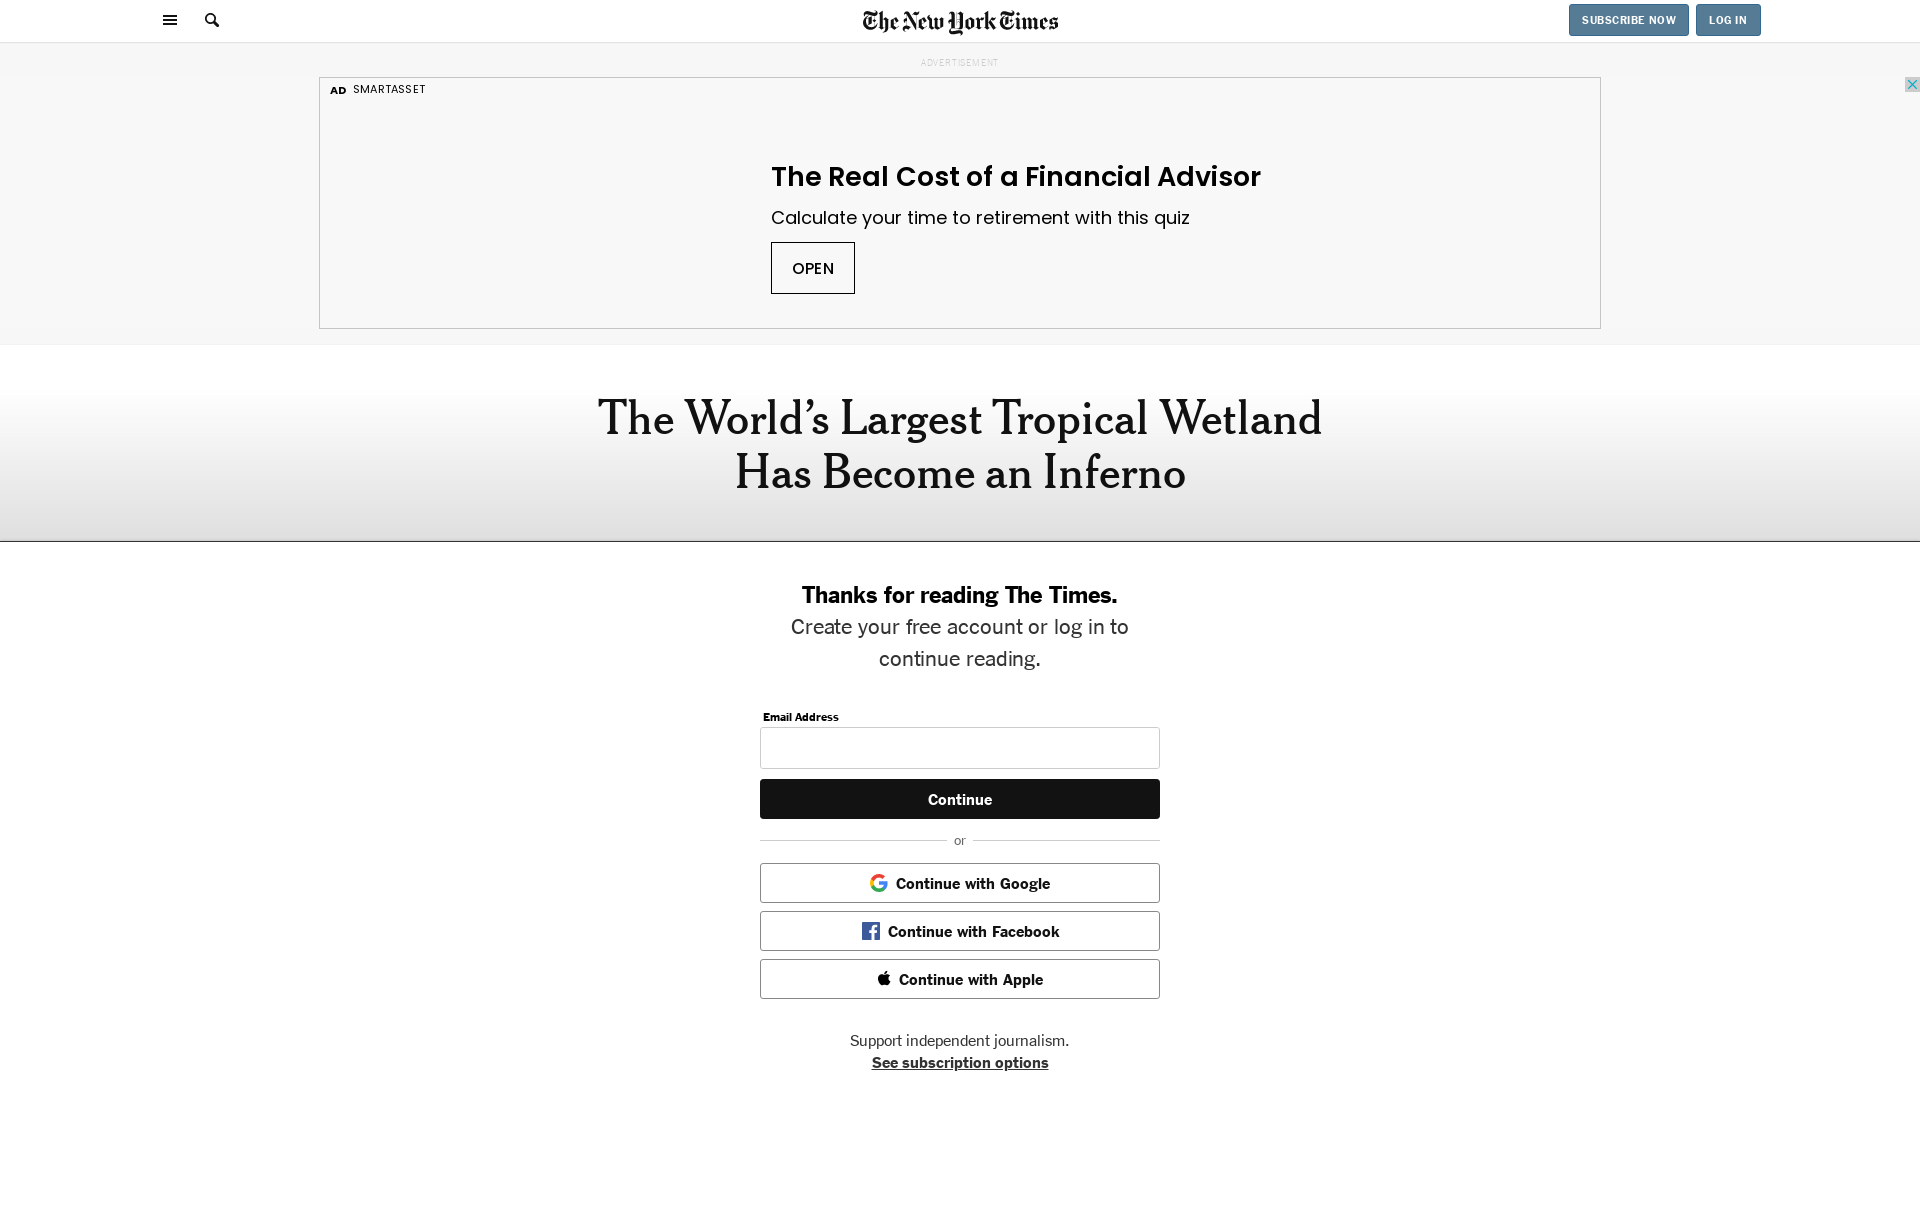 The New York Times
SUBSCRIBE NOW
LOG IN
ADVERTISEMENT
AD SMARTASSET
The Real Cost of a Financial Advisor
Calculate your time to retirement with this quiz
OPEN
The World’s Largest Tropical Wetland
Has Become an Inferno
Thanks for reading The Times.
Create your free account or log in to
continue reading.
Email Address
Continue
or
Continue with Google
Continue with Facebook
Continue with Apple
Support independent journalism.
See subscription options